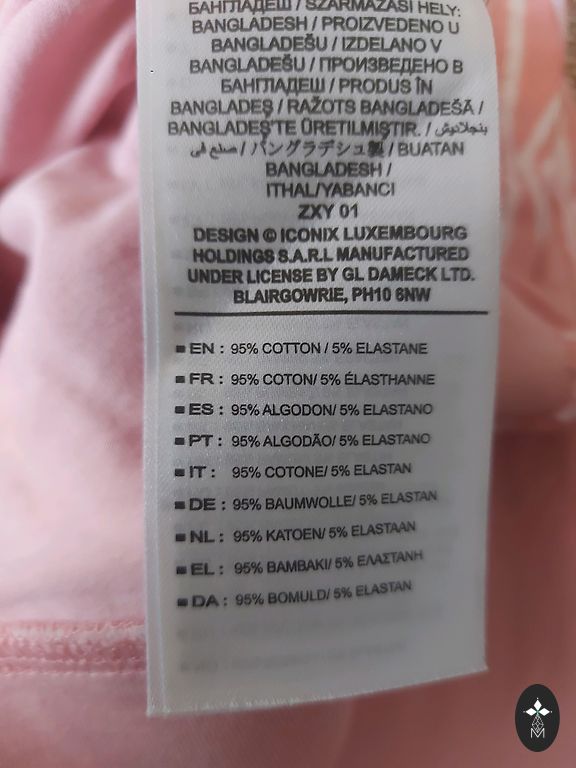 БАНГЛАДЕШ / SZÁRMAZÁSI HELY:
BANGLADESH / PROIZVEDENO U
BANGLADEŠU / IZDELANO V
BANGLADEŠU / ПРОИЗВЕДЕНО В
БАНГЛАДЕШ / PRODUS ÎN
BANGLADEŞ / RAŽOTS BANGLADEŠĀ /
BANGLADEŞ'TE ÜRETILMIŞTIR. / بنجلاديش
صنع في / バングラデシュ製 / BUATAN
BANGLADESH /
ITHAL/YABANCI
ZXY 01
DESIGN © ICONIX LUXEMBOURG
HOLDINGS S.A.R.L MANUFACTURED
UNDER LICENSE BY GL DAMECK LTD.
BLAIRGOWRIE, PH10 6NW
EN : 95% COTTON / 5% ELASTANE
FR : 95% COTON/ 5% ÉLASTHANNE
ES : 95% ALGODON/ 5% ELASTANO
PT : 95% ALGODÃO/ 5% ELASTANO
IT : 95% COTONE/ 5% ELASTAN
DE : 95% BAUMWOLLE/ 5% ELASTAN
NL : 95% KATOEN/ 5% ELASTAAN
EL : 95% BAMBAKI/ 5% ΕΛΑΣΤΑΝΗ
DA : 95% BOMULD/ 5% ELASTAN